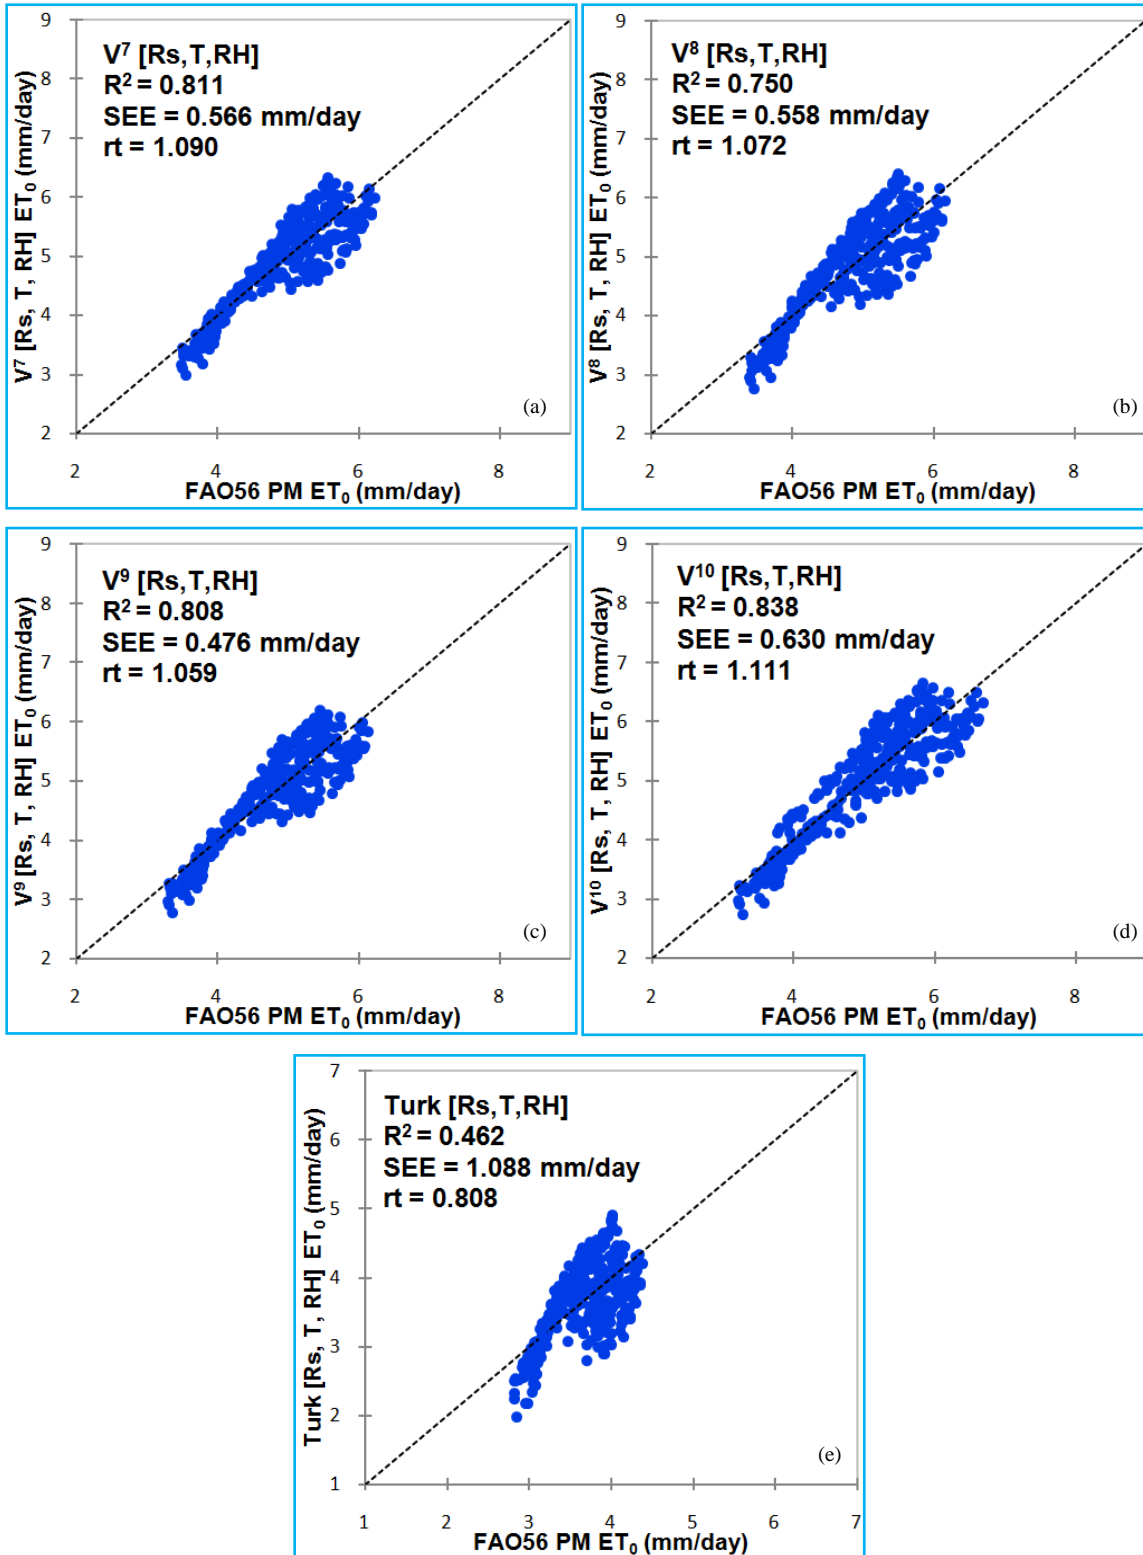 V⁷ [Rs,T,RH]
R² = 0.811
SEE = 0.566 mm/day
rt = 1.090
9
8
7
6
5
4
3
2
V⁷ [Rs, T, RH] ET₀ (mm/day)
(a)
2 4 6 8
FAO56 PM ET₀ (mm/day)
V⁸ [Rs,T,RH]
R² = 0.750
SEE = 0.558 mm/day
rt = 1.072
9
8
7
6
5
4
3
2
V⁸ [Rs, T, RH] ET₀ (mm/day)
(b)
2 4 6 8
FAO56 PM ET₀ (mm/day)
V⁹ [Rs,T,RH]
R² = 0.808
SEE = 0.476 mm/day
rt = 1.059
9
8
7
6
5
4
3
2
V⁹ [Rs, T, RH] ET₀ (mm/day)
(c)
2 4 6 8
FAO56 PM ET₀ (mm/day)
V¹⁰ [Rs,T,RH]
R² = 0.838
SEE = 0.630 mm/day
rt = 1.111
9
8
7
6
5
4
3
2
V¹⁰ [Rs, T, RH] ET₀ (mm/day)
(d)
2 4 6 8
FAO56 PM ET₀ (mm/day)
Turk [Rs,T,RH]
R² = 0.462
SEE = 1.088 mm/day
rt = 0.808
7
6
5
4
3
2
1
Turk [Rs, T, RH] ET₀ (mm/day)
(e)
1 2 3 4 5 6 7
FAO56 PM ET₀ (mm/day)